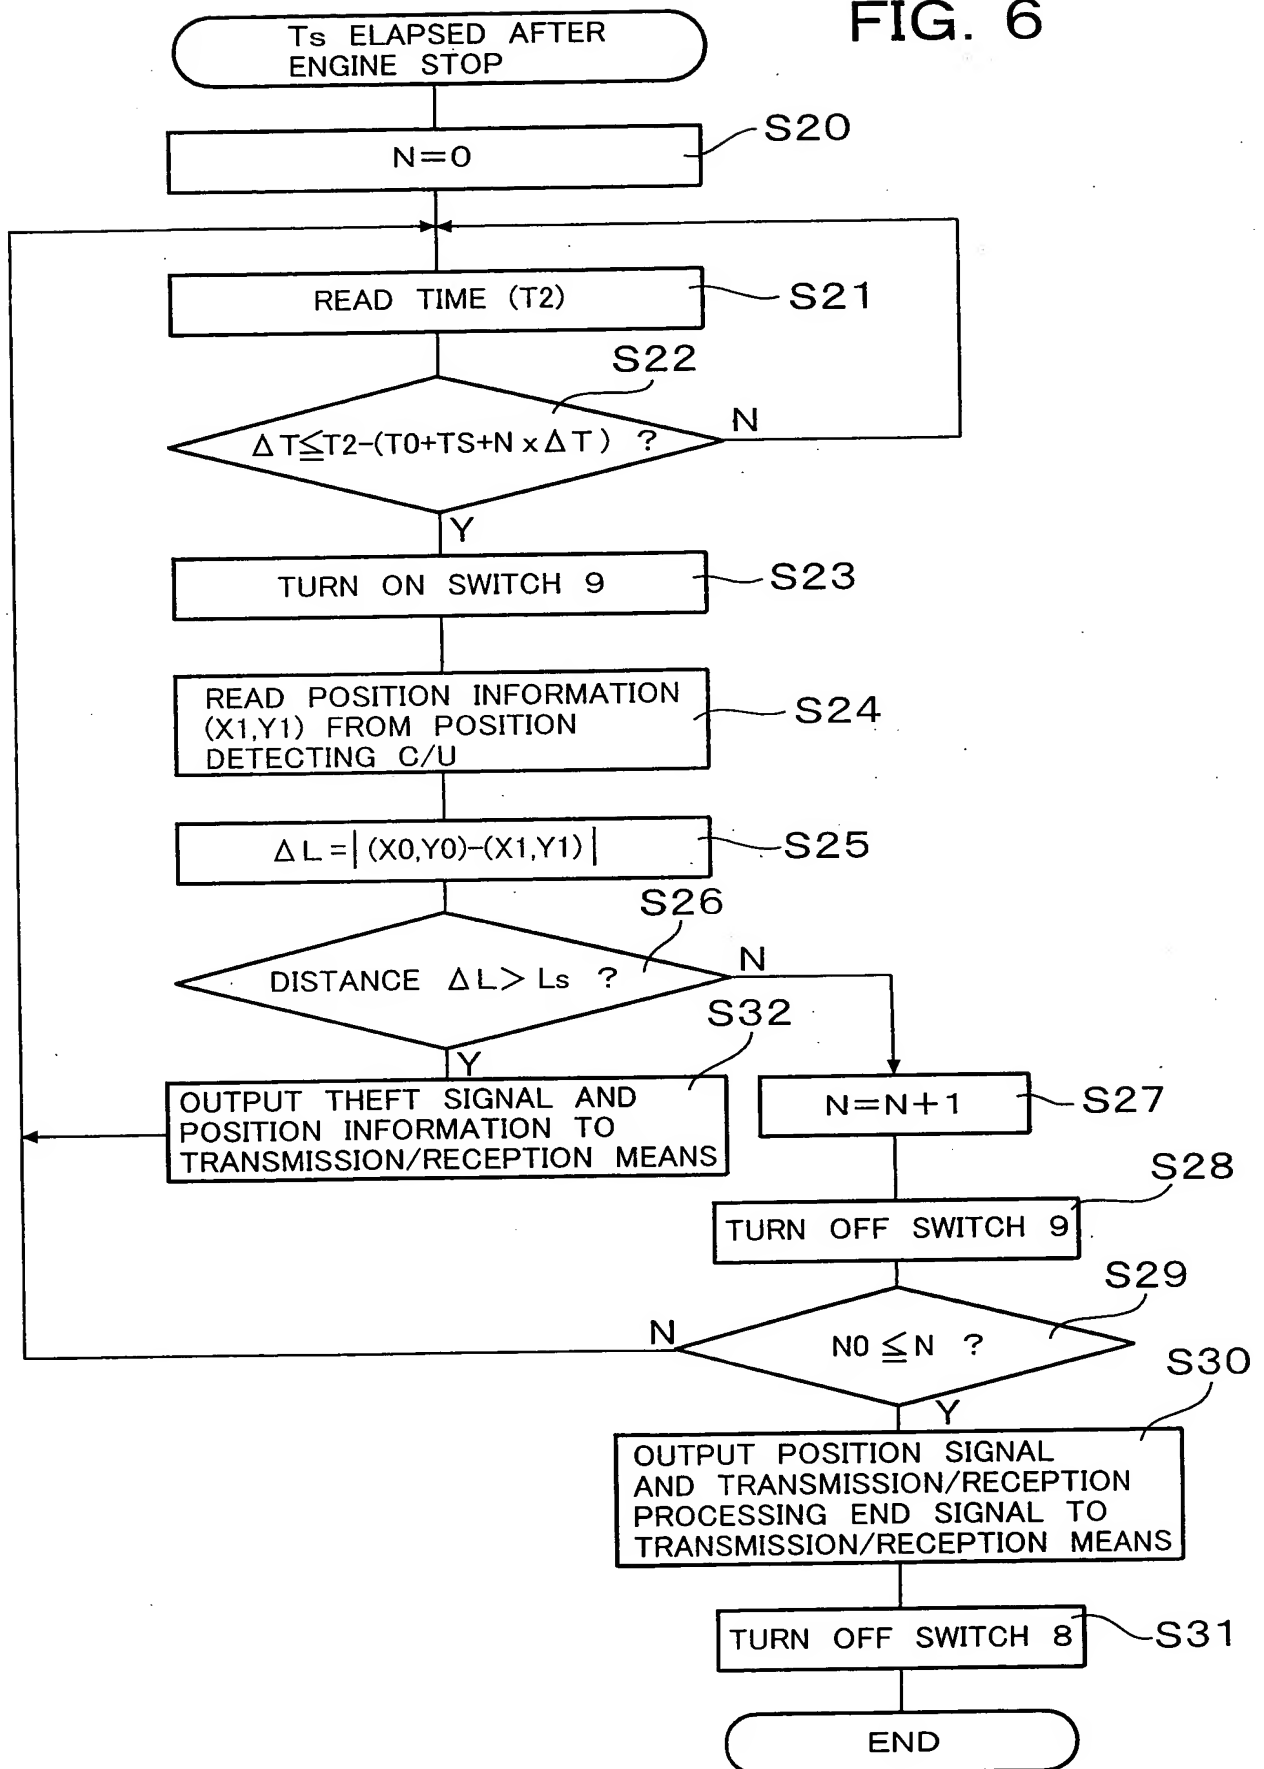 FIG. 6
Ts ELAPSED AFTER
ENGINE STOP
S20
N=0
READ TIME (T2)
S21
S22
ΔT≦T2-(T0+TS+N×ΔT) ?
N
Y
TURN ON SWITCH 9
S23
READ POSITION INFORMATION
(X1,Y1) FROM POSITION
DETECTING C/U
S24
ΔL=|(X0,Y0)-(X1,Y1)|
S25
S26
DISTANCE ΔL>Ls ?
N
Y
S32
OUTPUT THEFT SIGNAL AND
POSITION INFORMATION TO
TRANSMISSION/RECEPTION MEANS
N=N+1
S27
S28
TURN OFF SWITCH 9
S29
N0≦N ?
N
Y
S30
OUTPUT POSITION SIGNAL
AND TRANSMISSION/RECEPTION
PROCESSING END SIGNAL TO
TRANSMISSION/RECEPTION MEANS
TURN OFF SWITCH 8
S31
END